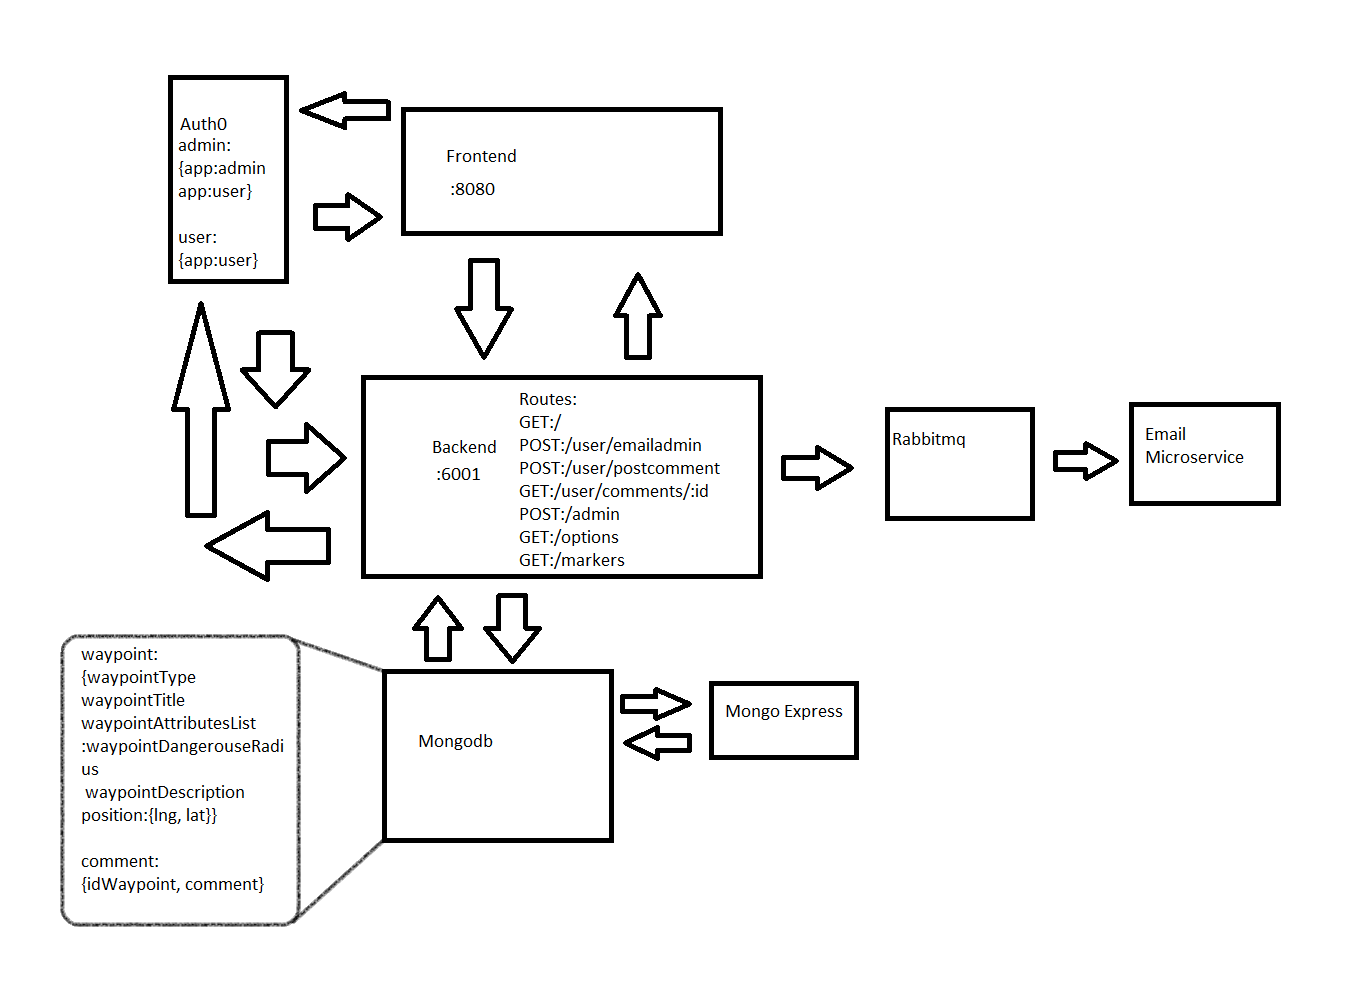 Auth0
admin:
{app:admin
app:user}
user:
{app:user}
Frontend
:8080
Backend
:6001
Routes:
GET:/
POST:/user/emailadmin
POST:/user/postcomment
GET:/user/comments/:id
POST:/admin
GET:/options
GET:/markers
Rabbitmq
Email
Microservice
waypoint:
{waypointType
waypointTitle
waypointAttributesList
:waypointDangerouseRadi
us
waypointDescription
position:{lng, lat}}
comment:
{idWaypoint, comment}
Mongodb
Mongo Express